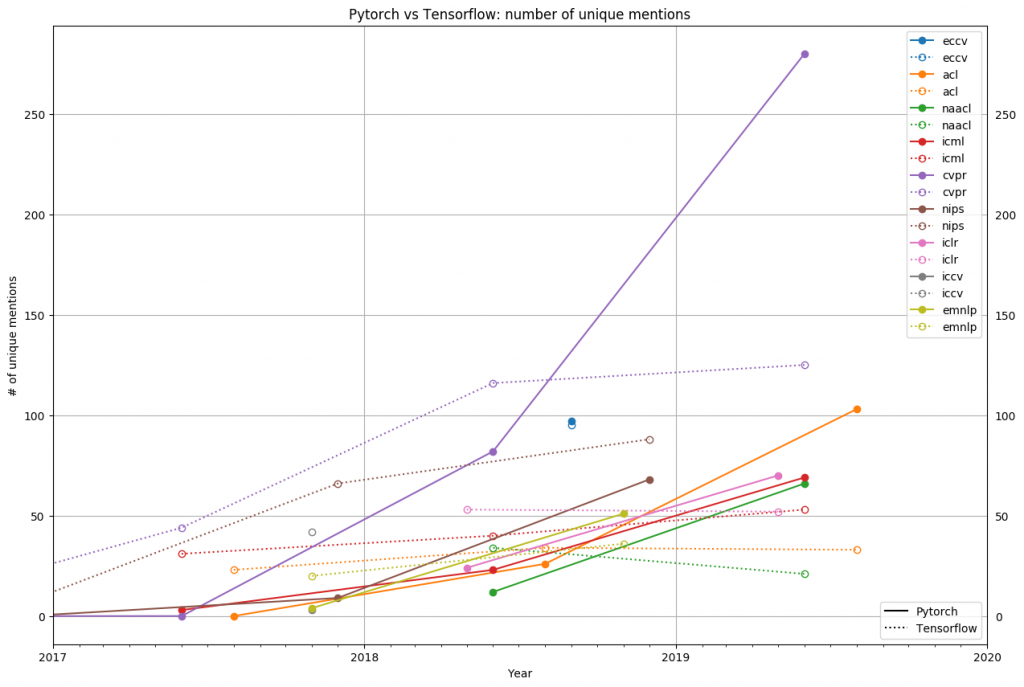 Pytorch vs Tensorflow: number of unique mentions
# of unique mentions
250
200
150
100
50
0
250
200
150
100
50
0
2017
2018
2019
2020
Year
eccv
eccv
acl
acl
naacl
naacl
icml
icml
cvpr
cvpr
nips
nips
iclr
iclr
iccv
iccv
emnlp
emnlp
Pytorch
Tensorflow